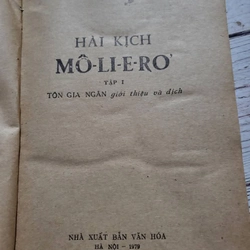 HÀI KỊCH
MÔ-LI-E-RƠ
TẬP I
TÔN GIA NGÂN giới thiệu và dịch
NHÀ XUẤT BẢN VĂN HÓA
HÀ NỘI – 1978